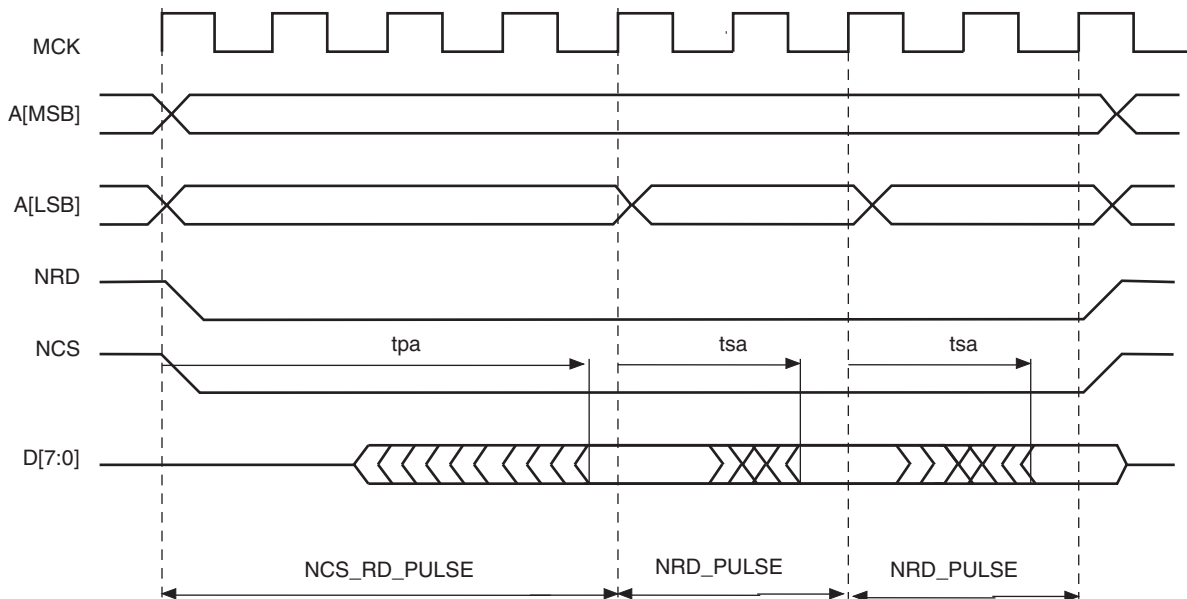 MCK
A[MSB]
A[LSB]
NRD
NCS
tpa tsa tsa
D[7:0]
NCS_RD_PULSE NRD_PULSE NRD_PULSE